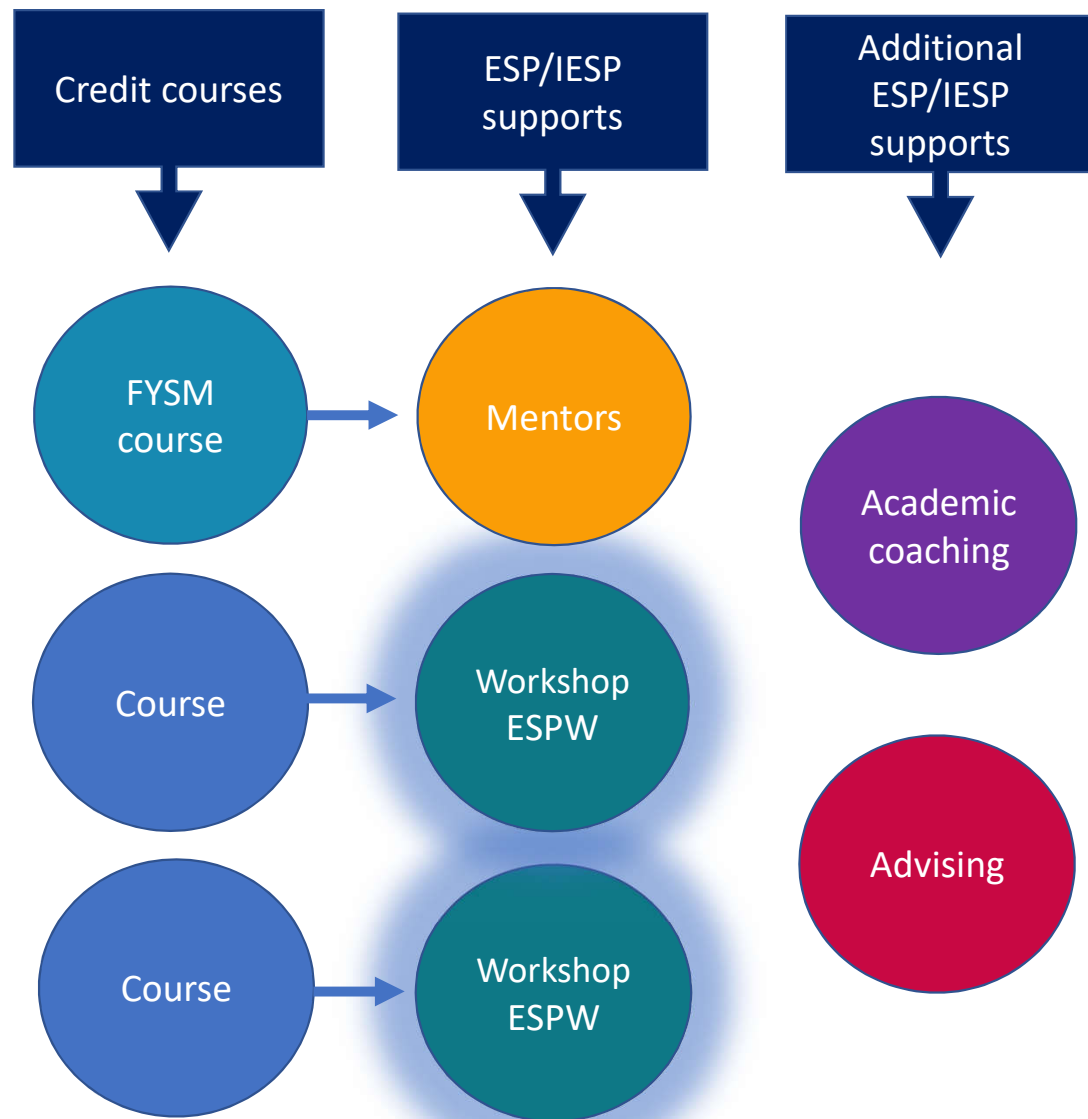 Credit courses
ESP/IESP
supports
Additional
ESP/IESP
supports
FYSM
course
Mentors
Academic
coaching
Course
Workshop
ESPW
Advising
Course
Workshop
ESPW